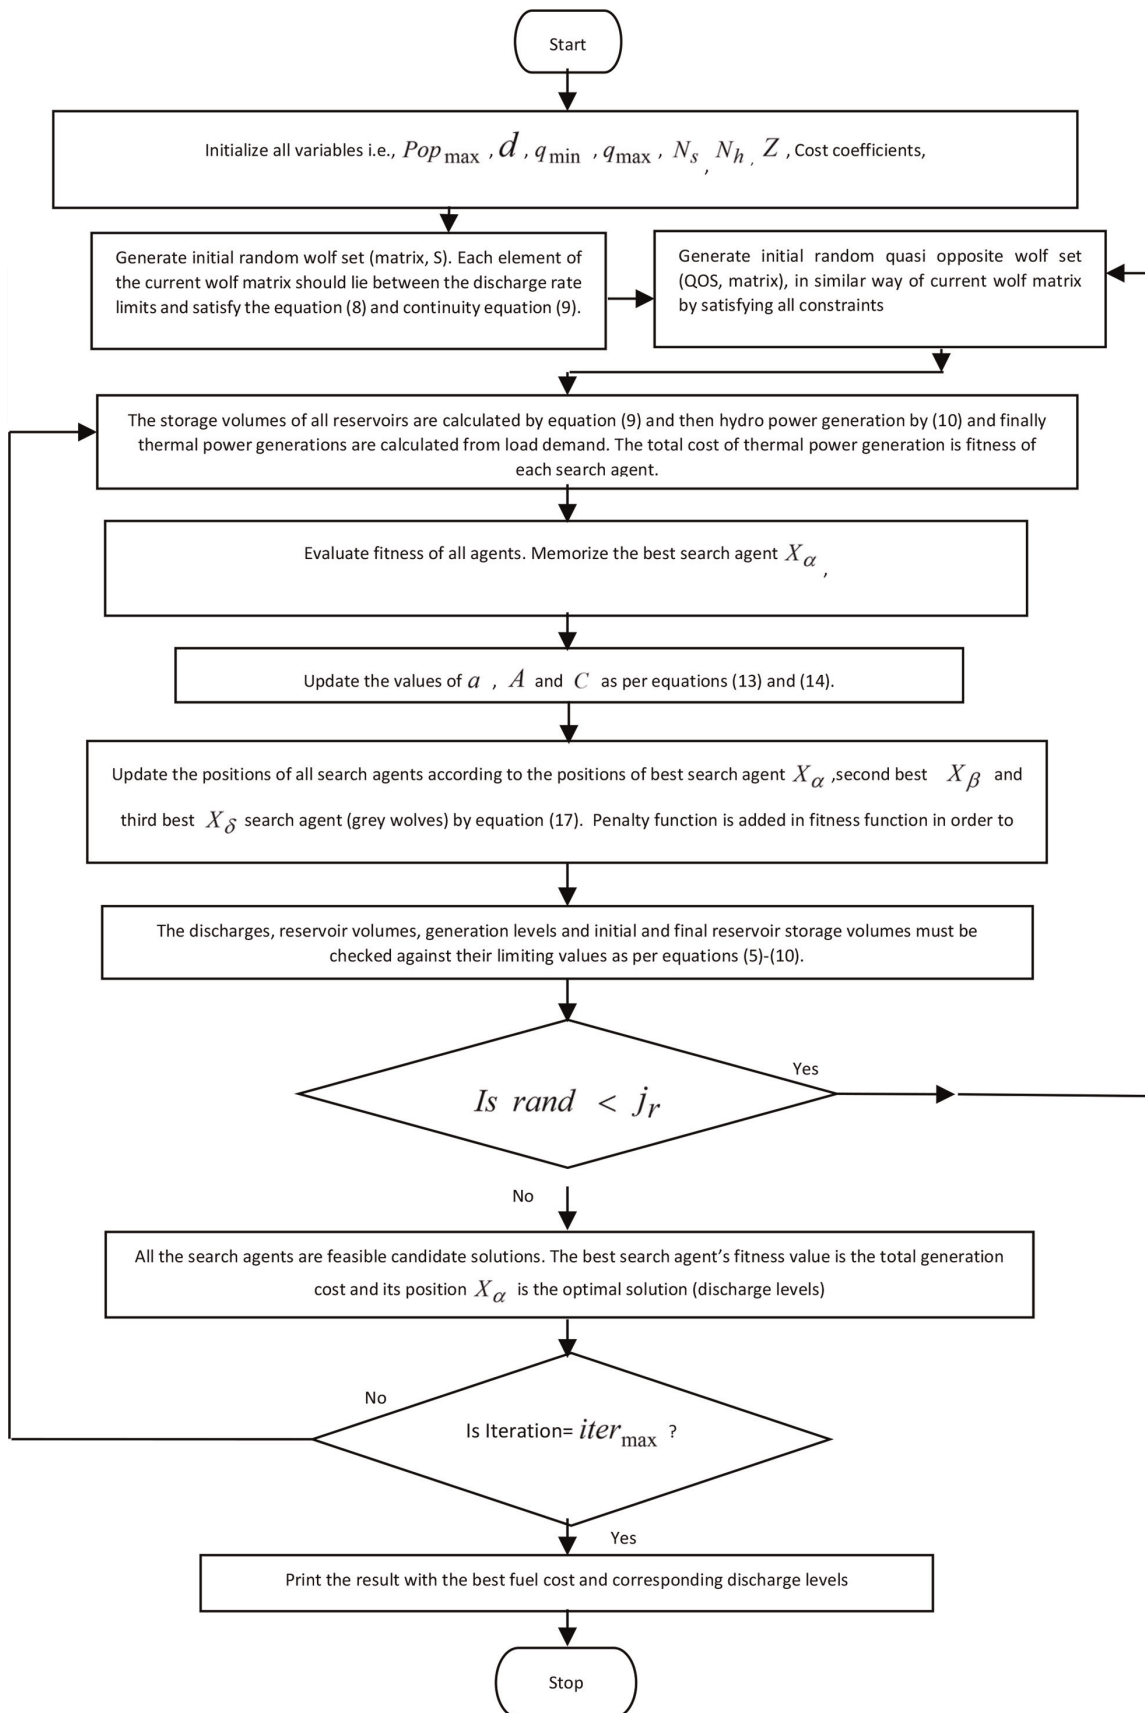 Start
Initialize all variables i.e., Pop max , d , q min , q max , N s , N h , Z , Cost coefficients,
Generate initial random wolf set (matrix, S). Each element of
the current wolf matrix should lie between the discharge rate
limits and satisfy the equation (8) and continuity equation (9).
Generate initial random quasi opposite wolf set
(QOS, matrix), in similar way of current wolf matrix
by satisfying all constraints
The storage volumes of all reservoirs are calculated by equation (9) and then hydro power generation by (10) and finally
thermal power generations are calculated from load demand. The total cost of thermal power generation is fitness of
each search agent.
Evaluate fitness of all agents. Memorize the best search agent X α ,
Update the values of a , A and C as per equations (13) and (14).
Update the positions of all search agents according to the positions of best search agent X α ,second best X β and
third best X δ search agent (grey wolves) by equation (17). Penalty function is added in fitness function in order to
The discharges, reservoir volumes, generation levels and initial and final reservoir storage volumes must be
checked against their limiting values as per equations (5)-(10).
Yes
Is rand < j r
No
All the search agents are feasible candidate solutions. The best search agent’s fitness value is the total generation
cost and its position X α is the optimal solution (discharge levels)
No
Is Iteration= iter max ?
Yes
Print the result with the best fuel cost and corresponding discharge levels
Stop